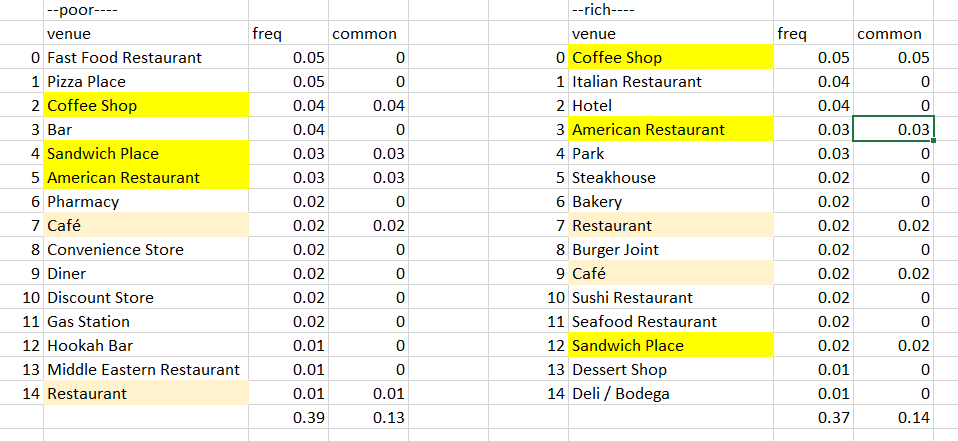 --poor---- --rich----
venue freq common venue freq common
0 Fast Food Restaurant 0.05 0 0 Coffee Shop 0.05 0.05
1 Pizza Place 0.05 0 1 Italian Restaurant 0.04 0
2 Coffee Shop 0.04 0.04 2 Hotel 0.04 0
3 Bar 0.04 0 3 American Restaurant 0.03 0.03
4 Sandwich Place 0.03 0.03 4 Park 0.03 0
5 American Restaurant 0.03 0.03 5 Steakhouse 0.02 0
6 Pharmacy 0.02 0 6 Bakery 0.02 0
7 Café 0.02 0.02 7 Restaurant 0.02 0.02
8 Convenience Store 0.02 0 8 Burger Joint 0.02 0
9 Diner 0.02 0 9 Café 0.02 0.02
10 Discount Store 0.02 0 10 Sushi Restaurant 0.02 0
11 Gas Station 0.02 0 11 Seafood Restaurant 0.02 0
12 Hookah Bar 0.01 0 12 Sandwich Place 0.02 0.02
13 Middle Eastern Restaurant 0.01 0 13 Dessert Shop 0.01 0
14 Restaurant 0.01 0.01 14 Deli / Bodega 0.01 0
0.39 0.13 0.37 0.14